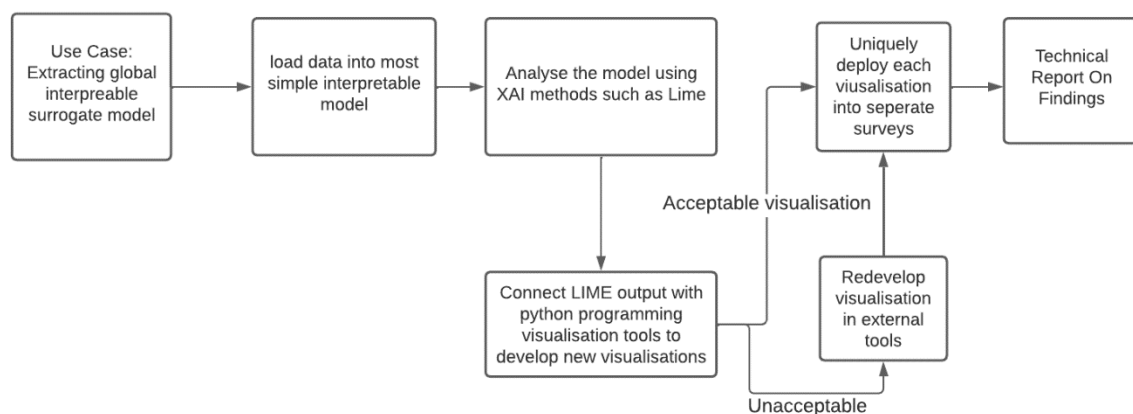 Use Case:
Extracting global
interpreable
surrogate model
load data into most
simple interpretable
model
Analyse the model using
XAI methods such as Lime
Uniquely
deploy each
viusalisation
into seperate
surveys
Technical
Report On
Findings
Acceptable visualisation
Connect LIME output with
python programming
visualisation tools to
develop new visualisations
Redevelop
visualisation
in external
tools
Unacceptable